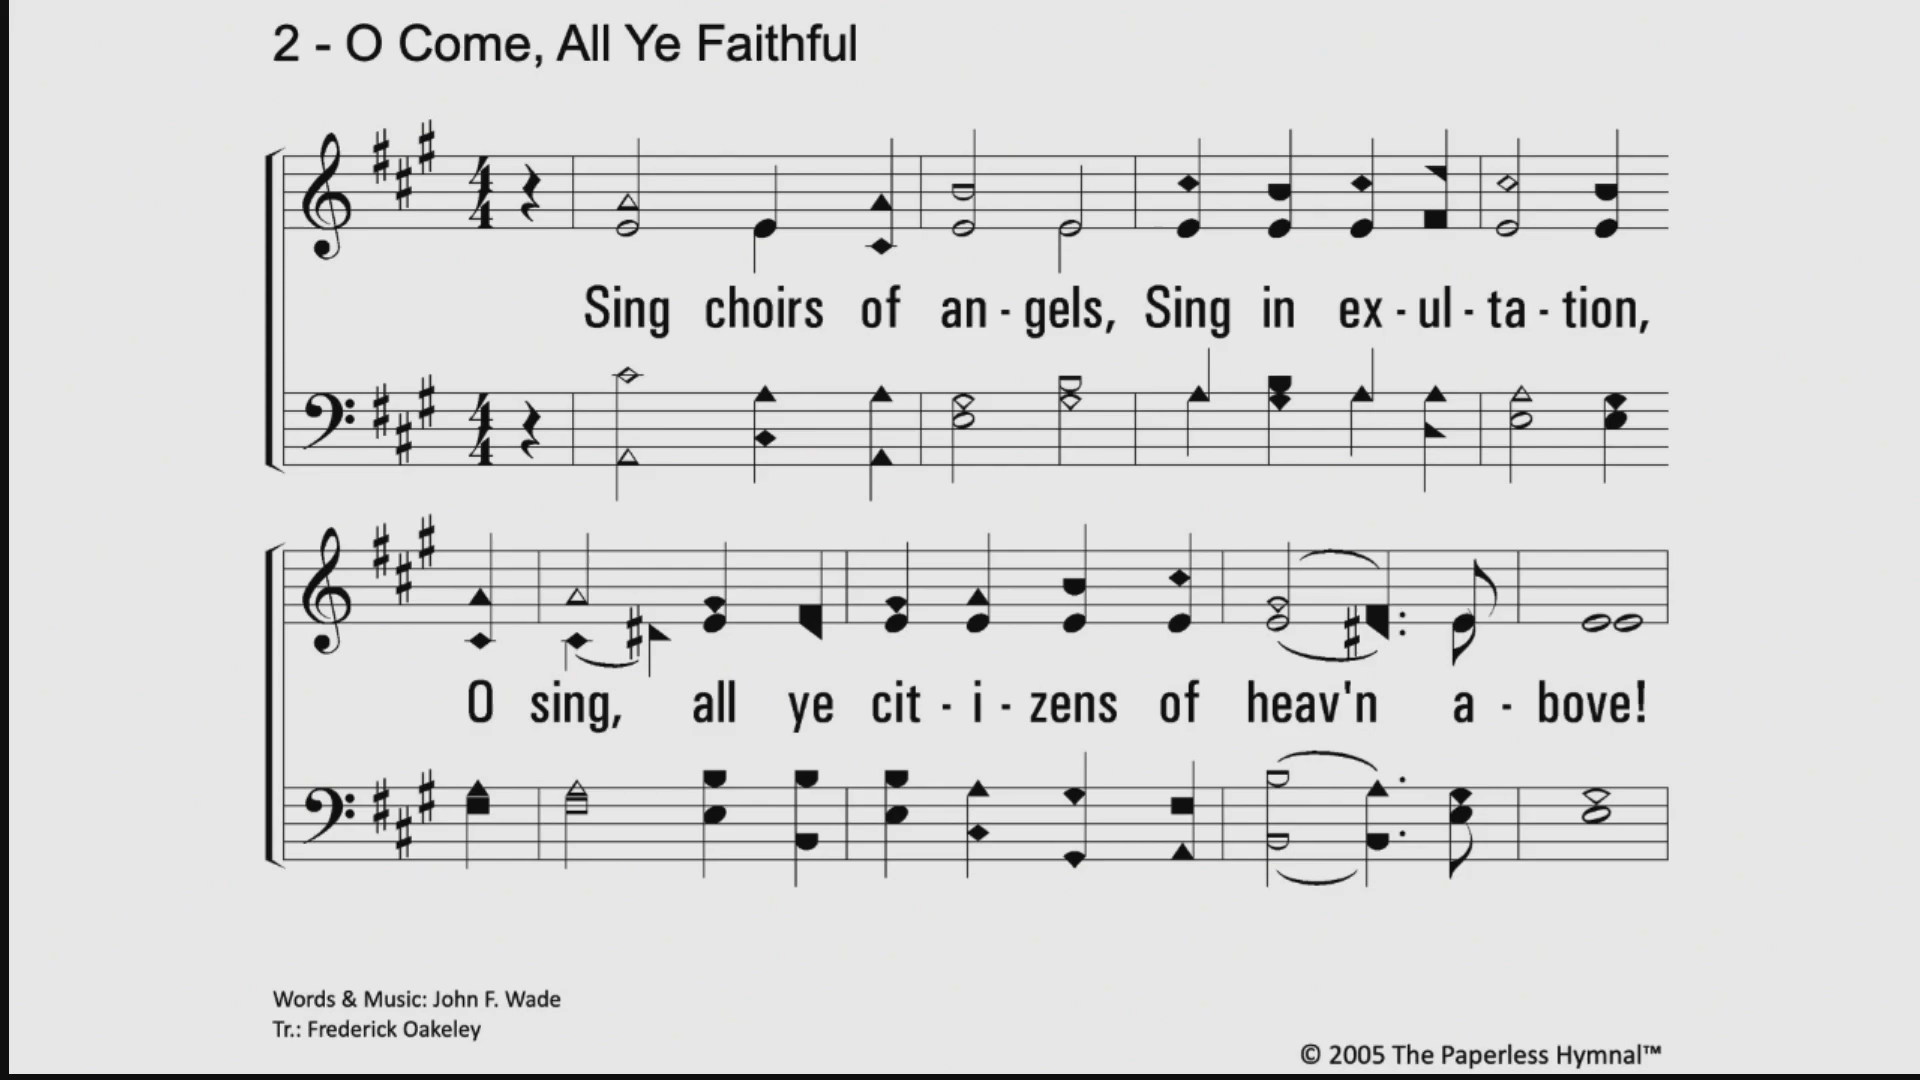 2 - O Come, All Ye Faithful
Sing choirs of an - gels, Sing in ex - ul - ta - tion,
O sing, all ye cit - i - zens of heav'n a - bove!
Words & Music: John F. Wade
Tr.: Frederick Oakeley
© 2005 The Paperless Hymnal™